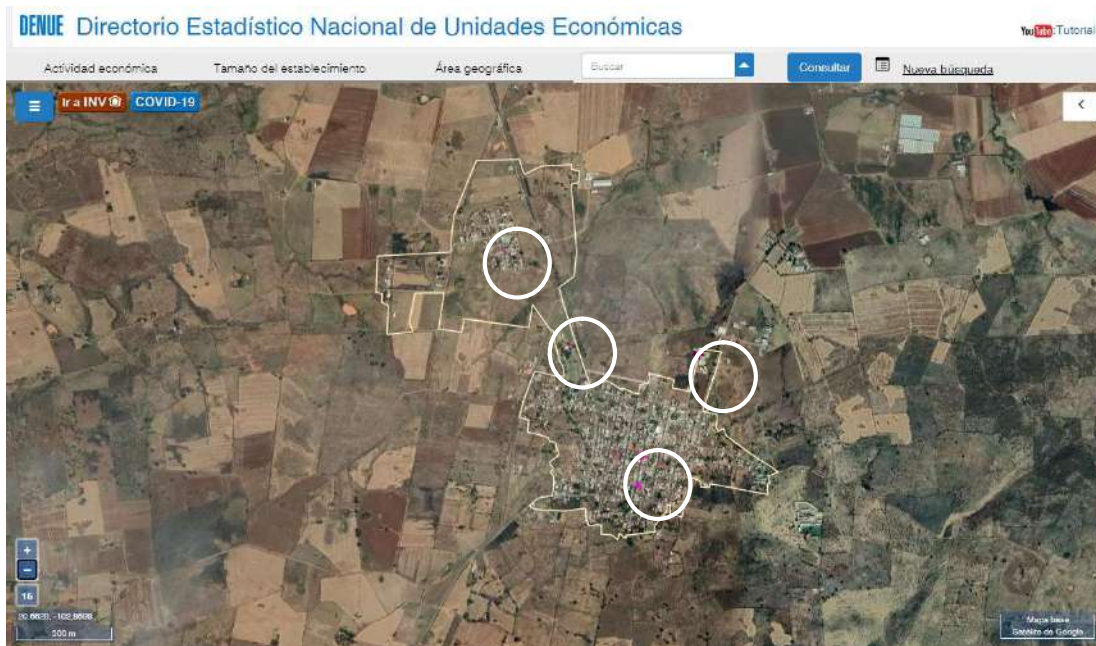 DENUE Directorio Estadístico Nacional de Unidades Económicas
YouTube: Tutorial
Actividad económica Tamaño del establecimiento Área geográfica Buscar Consultar Nueva búsqueda
Ir a INV COVID-19
+
−
16
500 m
Mapa base
Satélite de Google